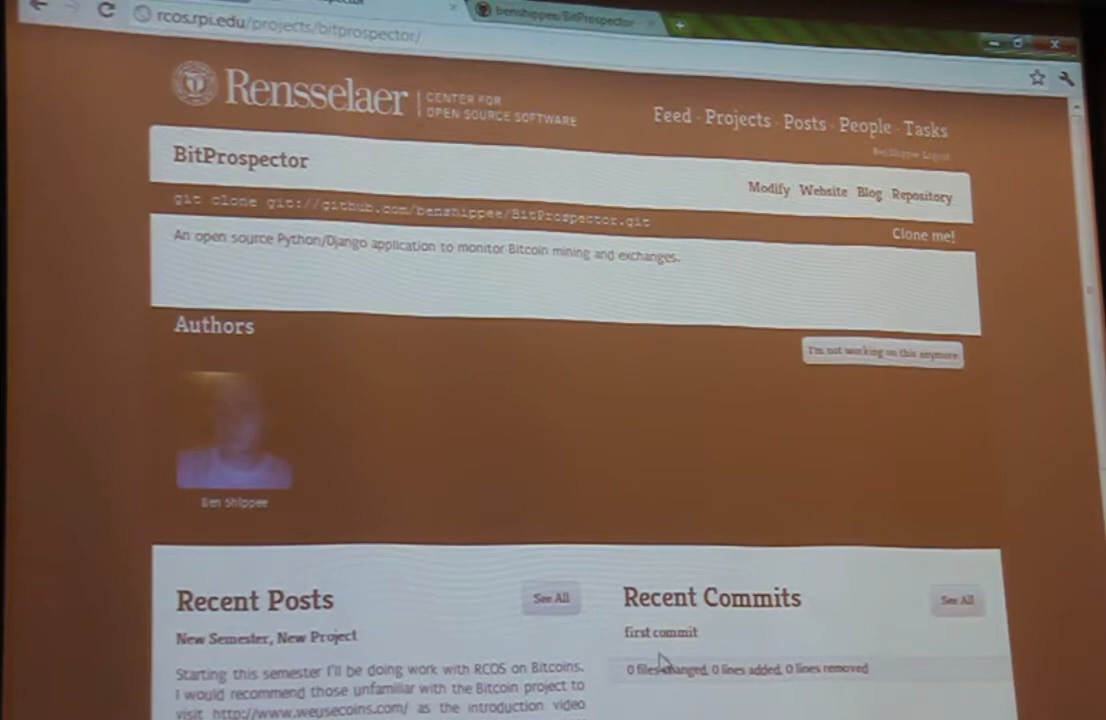 benshippee/BitProspector
rcos.rpi.edu/projects/bitprospector/
Rensselaer
CENTER FOR
OPEN SOURCE SOFTWARE
Feed · Projects · Posts · People · Tasks
Ben Shippee Logout
BitProspector
Modify Website Blog Repository
git clone git://github.com/benshippee/BitProspector.git
Clone me!
An open source Python/Django application to monitor Bitcoin mining and exchanges.
Authors
I'm not working on this anymore
Ben Shippee
Recent Posts
See All
New Semester, New Project
Starting this semester I'll be doing work with RCOS on Bitcoins.
I would recommend those unfamiliar with the Bitcoin project to
visit http://www.weusecoins.com/ as the introduction video
Recent Commits
See All
first commit
0 files changed, 0 lines added, 0 lines removed